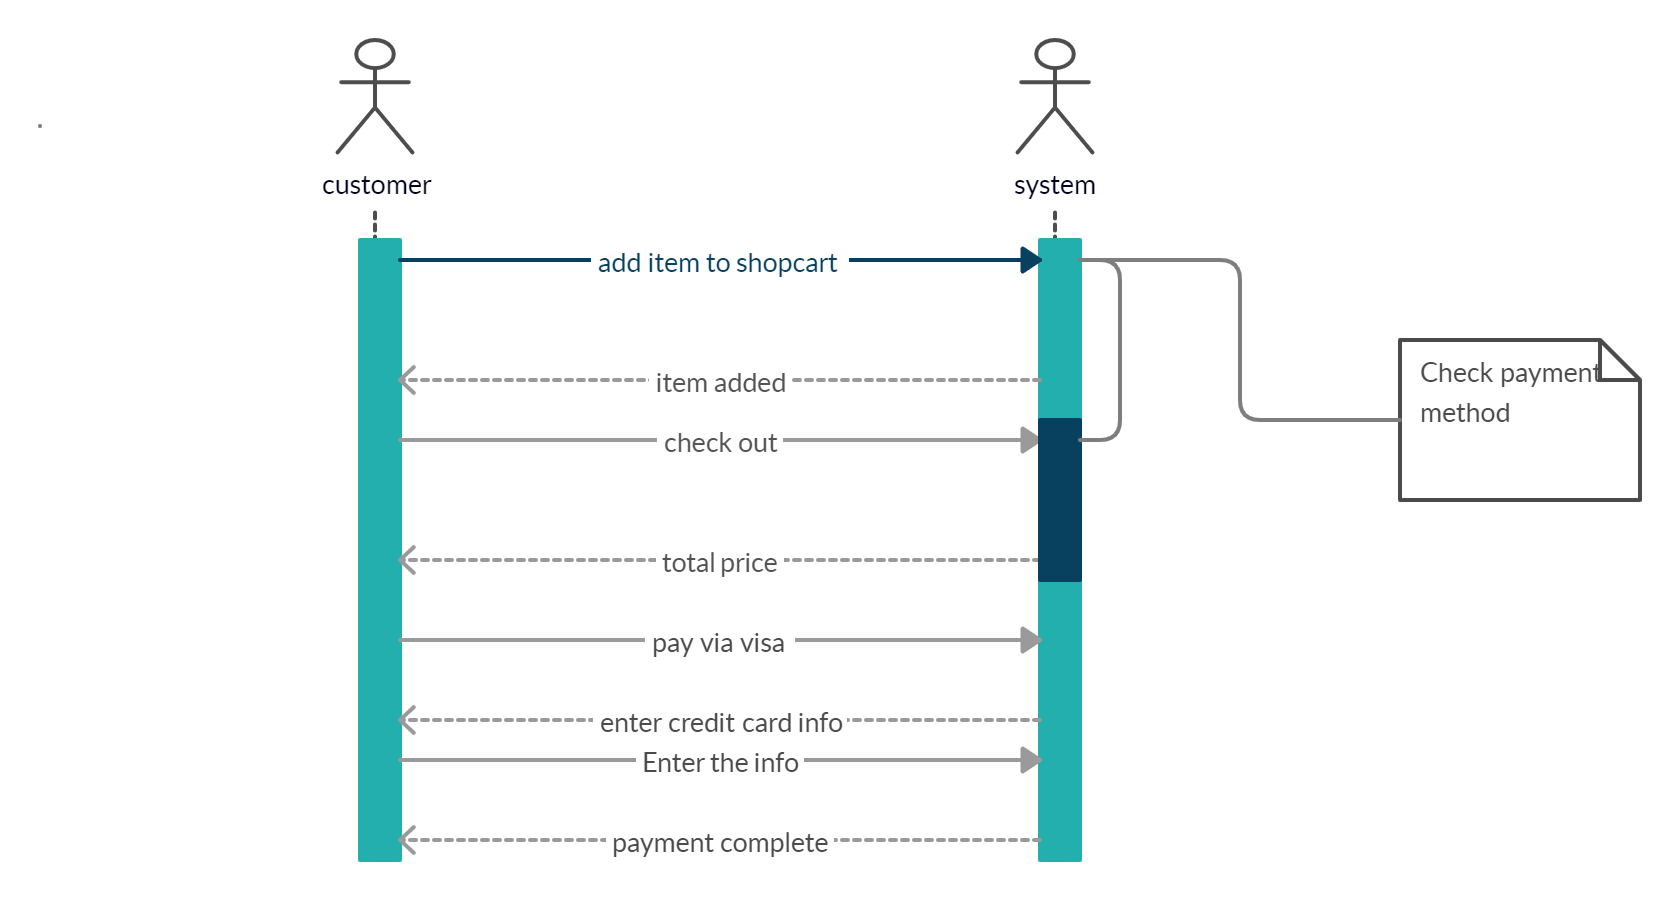 customer
system
add item to shopcart
item added
Check payment
method
check out
total price
pay via visa
enter credit card info
Enter the info
payment complete